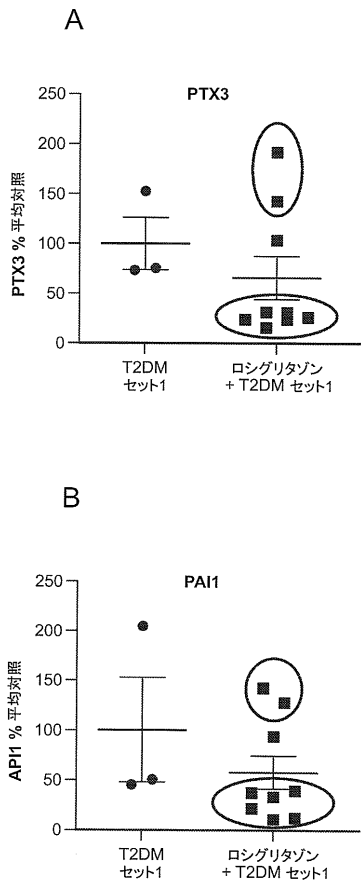 A
PTX3
250
200
150
100
50
0
PTX3 % 平均対照
T2DM
セット1
ロシグリタゾン
+ T2DM セット1
B
PAI1
250
200
150
100
50
0
API1 % 平均対照
T2DM
セット1
ロシグリタゾン
+ T2DM セット1